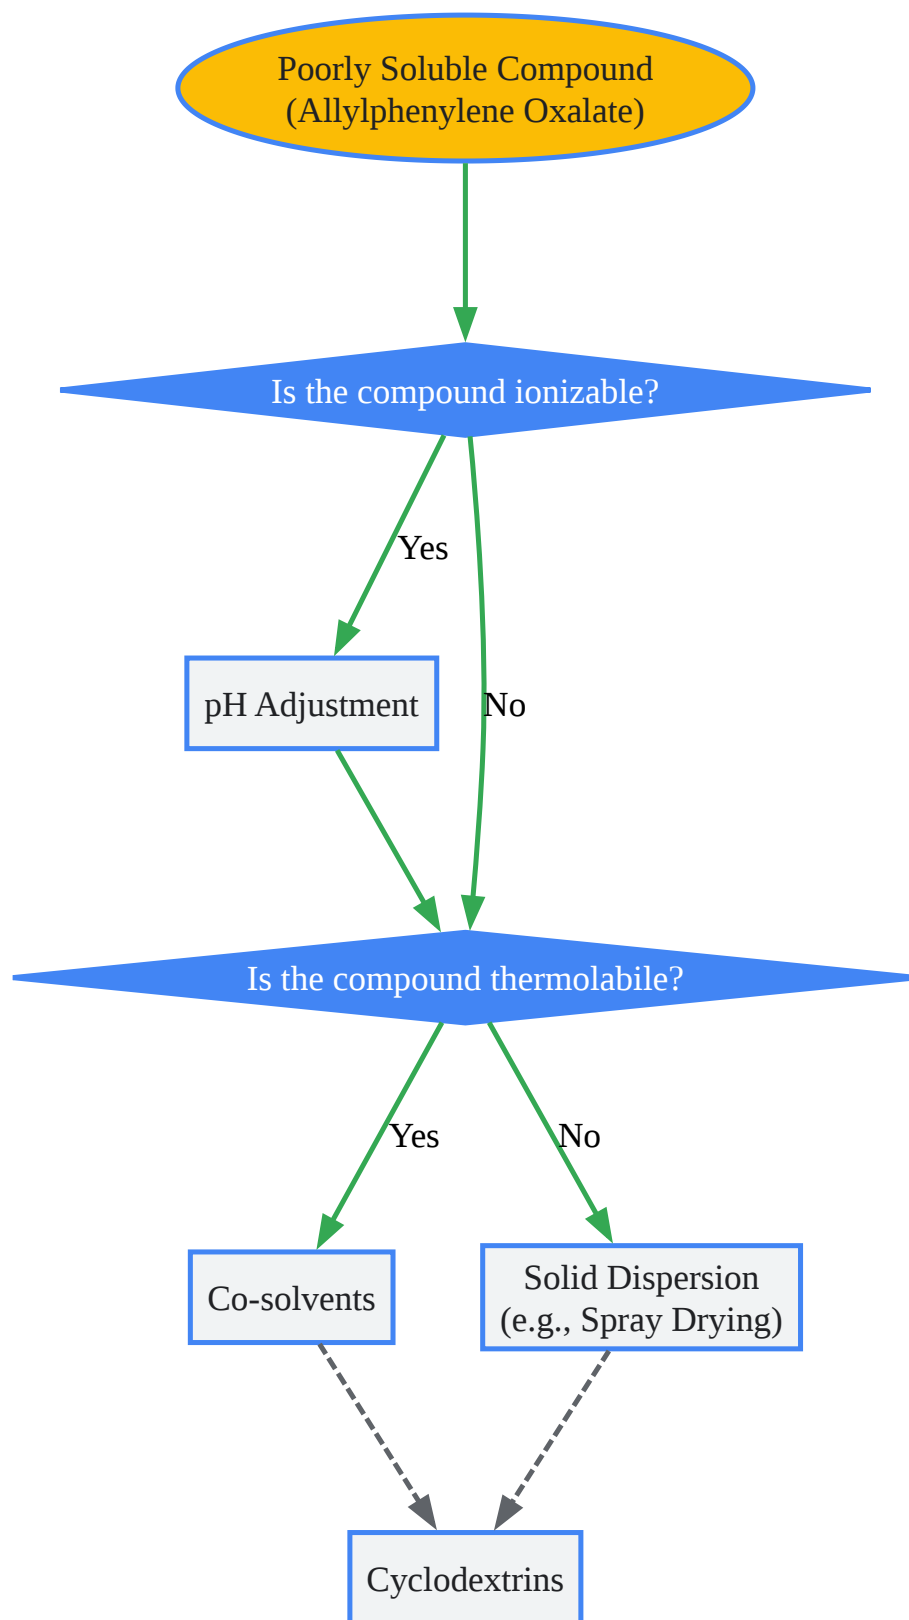 Poorly Soluble Compound
(Allylphenylene Oxalate)
Is the compound ionizable?
Yes
pH Adjustment
No
Is the compound thermolabile?
Yes
No
Co-solvents
Solid Dispersion
(e.g., Spray Drying)
Cyclodextrins